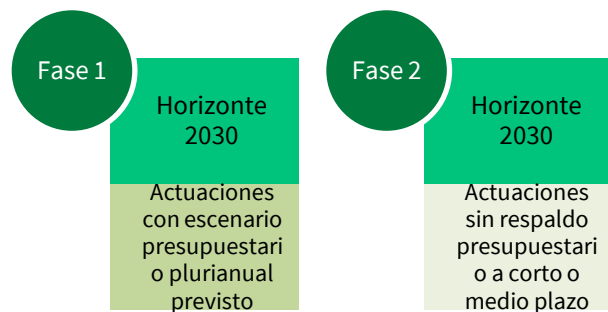 Fase 1
Horizonte
2030
Actuaciones
con escenario
presupuestari
o plurianual
previsto
Fase 2
Horizonte
2030
Actuaciones
sin respaldo
presupuestari
o a corto o
medio plazo